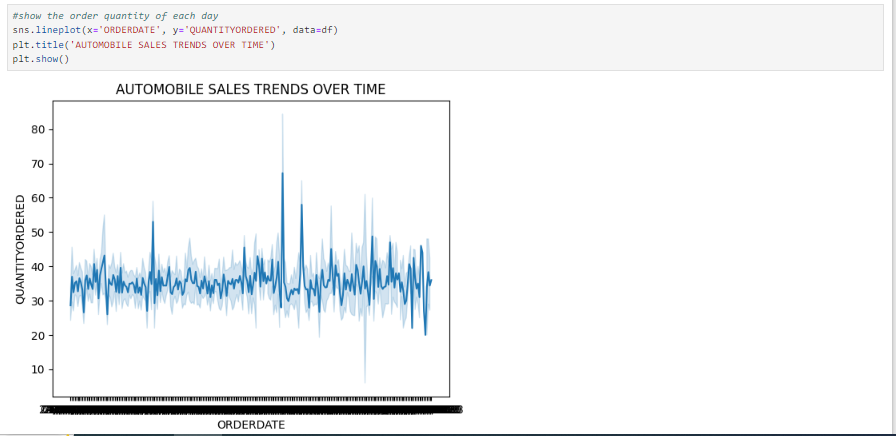 #show the order quantity of each day
sns.lineplot(x='ORDERDATE', y='QUANTITYORDERED', data=df)
plt.title('AUTOMOBILE SALES TRENDS OVER TIME')
plt.show()
AUTOMOBILE SALES TRENDS OVER TIME
80
70
60
50
40
30
20
10
QUANTITYORDERED
ORDERDATE